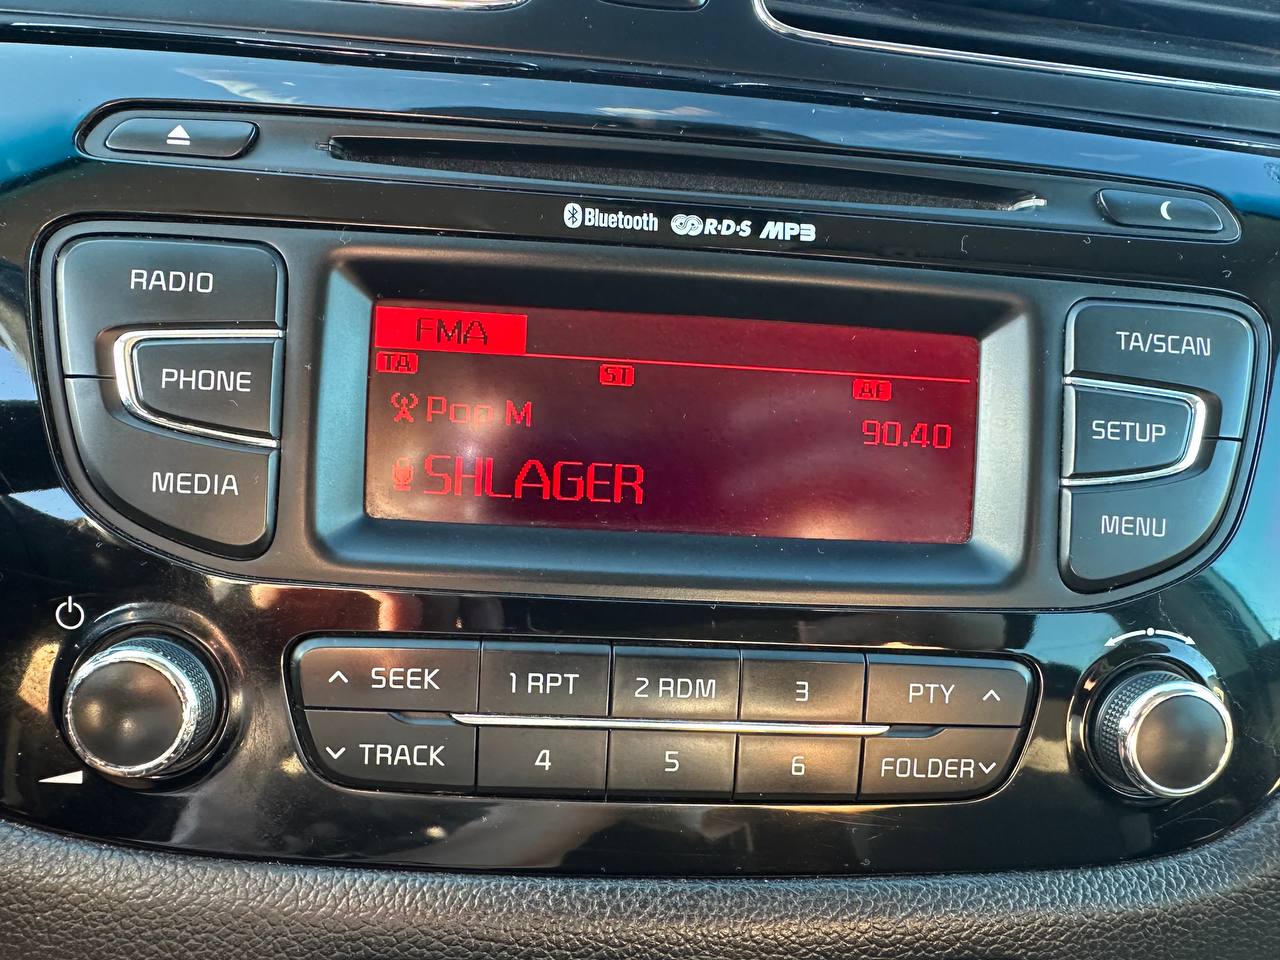 Bluetooth R·D·S MP3
RADIO
PHONE
MEDIA
FMA
TA ST AF
Pop M
90.40
SHLAGER
TA/SCAN
SETUP
MENU
SEEK
1 RPT
2 RDM
3
PTY
TRACK
4
5
6
FOLDER